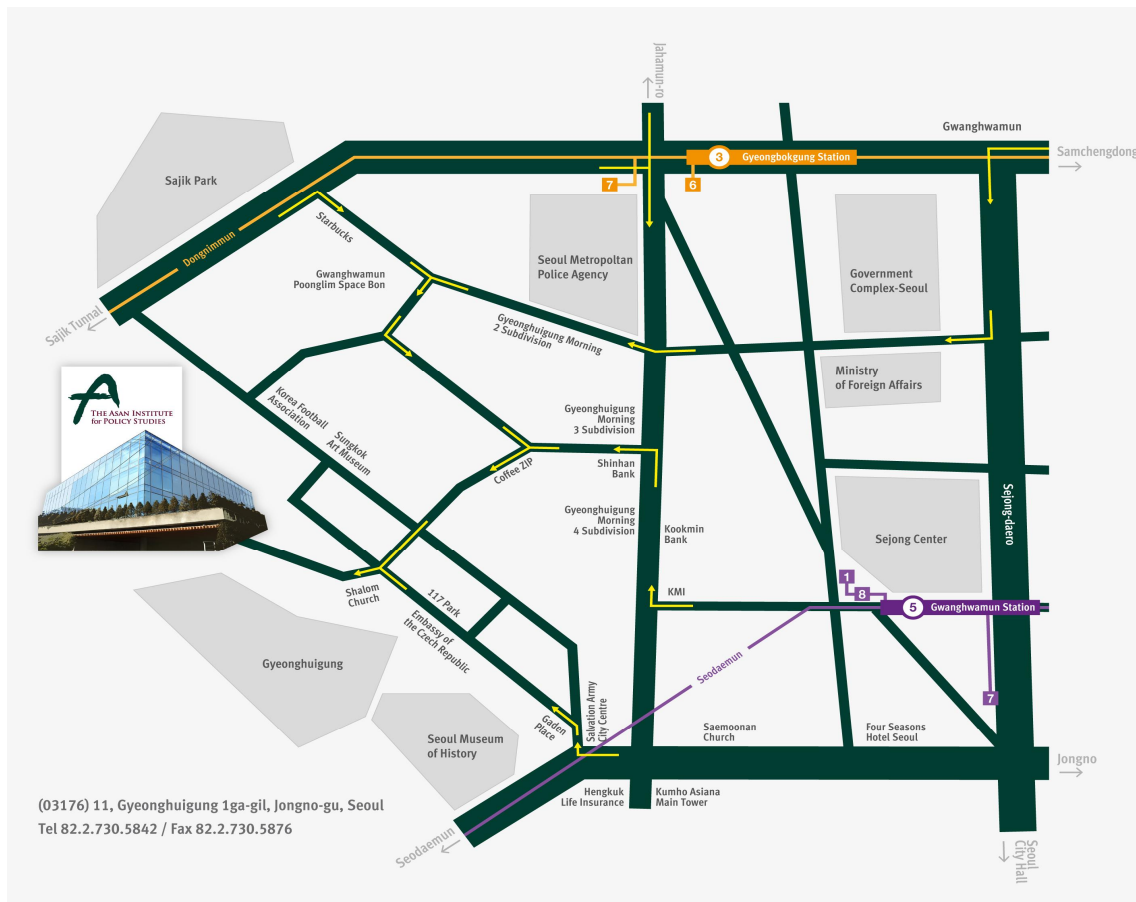 Jahamun-ro
Gwanghwamun
Samchengdong
3
Gyeongbokgung Station
7
6
Sajik Park
Starbucks
Dongnimmun
Sajik Tunnal
Gwanghwamun
Poonglim Space Bon
Seoul Metropoltan
Police Agency
Government
Complex-Seoul
Gyeonghuigung Morning
2 Subdivision
Ministry
of Foreign Affairs
THE ASAN INSTITUTE
for POLICY STUDIES
Korea Football
Association
Sungkok
Art Museum
Gyeonghuigung
Morning
3 Subdivision
Coffee ZIP
Shinhan
Bank
Gyeonghuigung
Morning
4 Subdivision
Kookmin
Bank
Sejong-daero
Sejong Center
KMI
1
8
5
Gwanghwamun Station
7
Shalom
Church
117 Park
Embassy of
the Czech Republic
Gyeonghuigung
Seodaemun
Gaden
Place
Salvation Army
City Centre
Seoul Museum
of History
Saemoonan
Church
Four Seasons
Hotel Seoul
Jongno
Hengkuk
Life Insurance
Kumho Asiana
Main Tower
Seodaemun
Seoul
City Hall
(03176) 11, Gyeonghuigung 1ga-gil, Jongno-gu, Seoul
Tel 82.2.730.5842 / Fax 82.2.730.5876